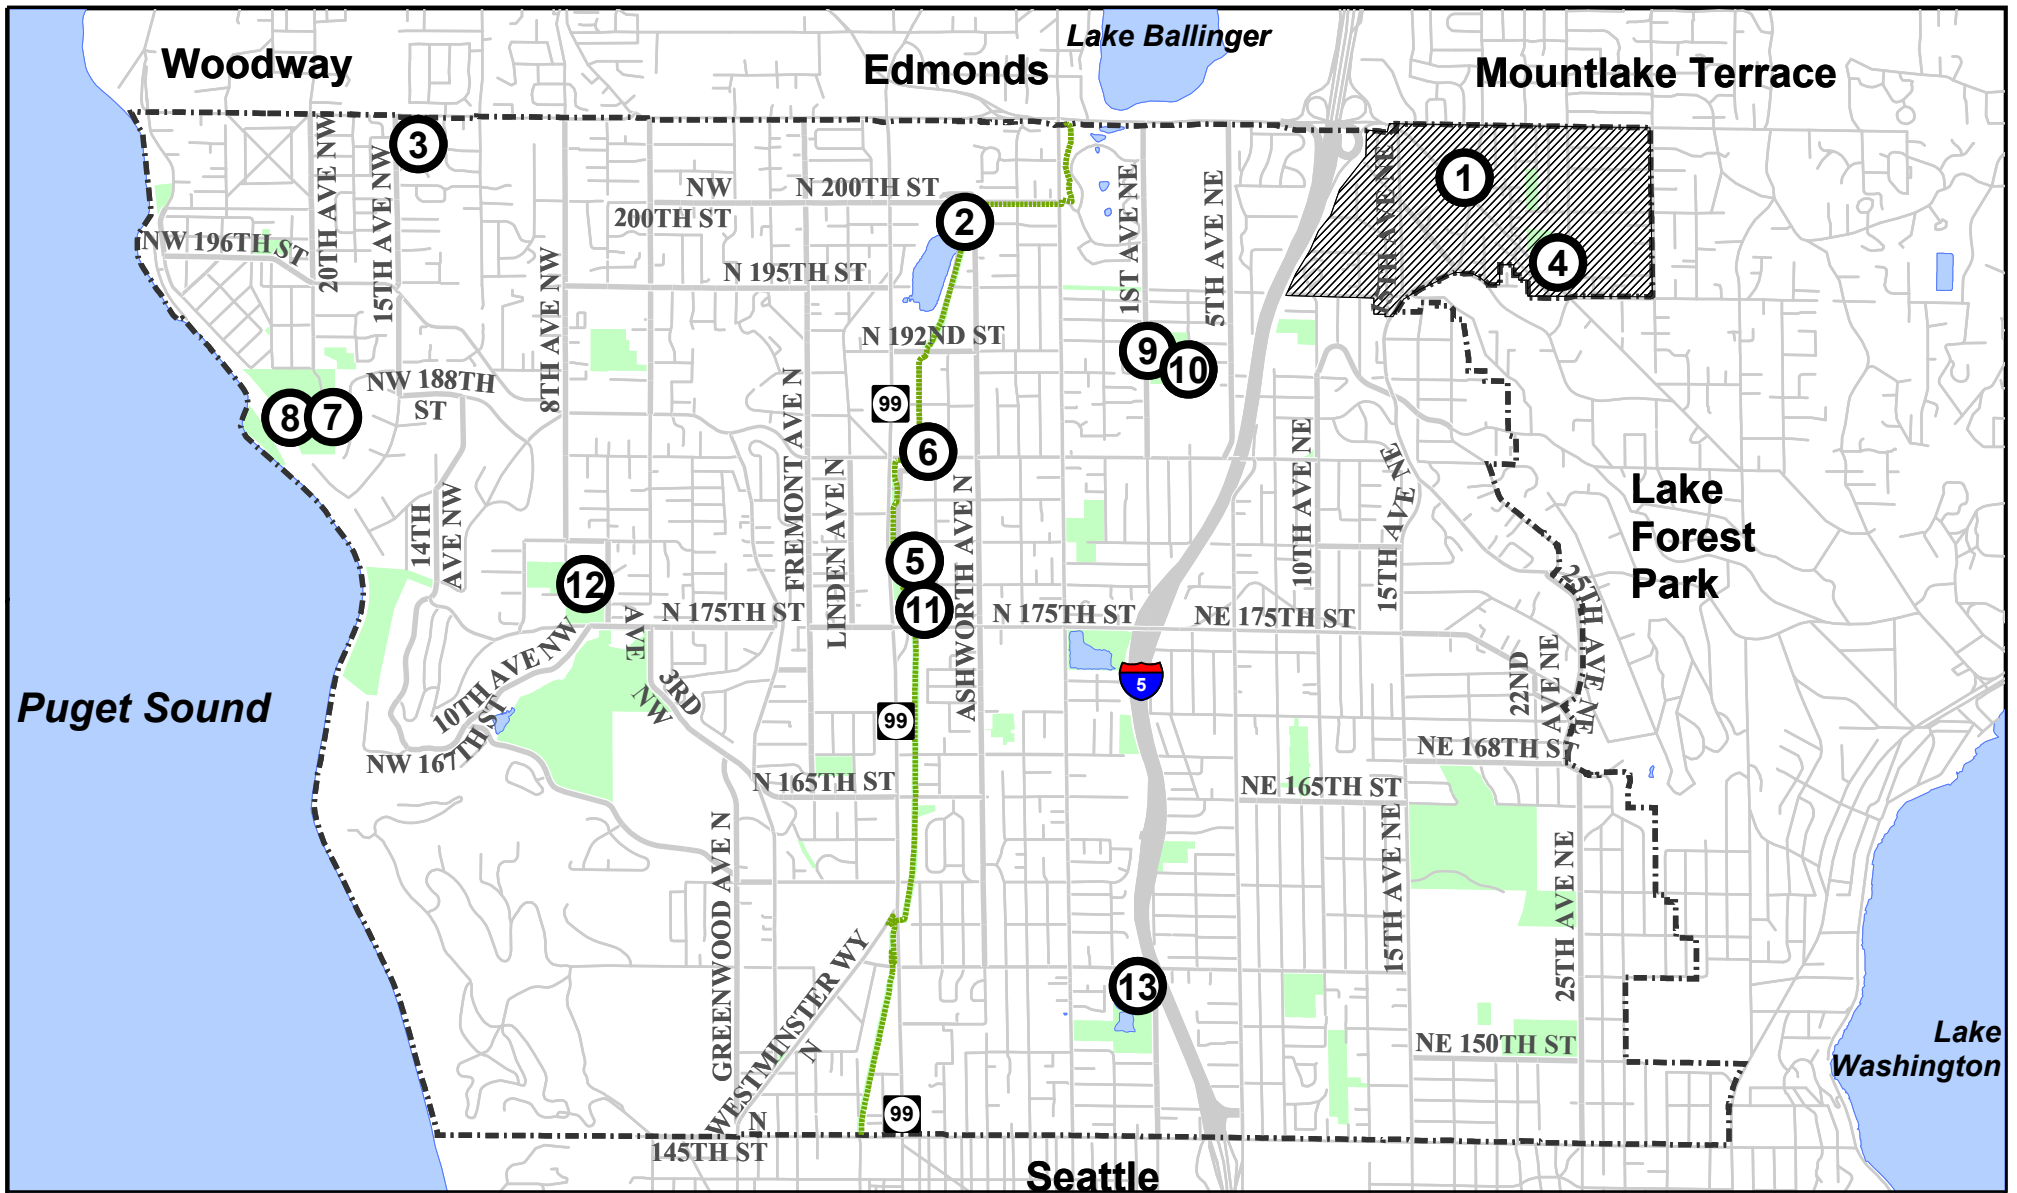 Lake Ballinger
Woodway
Edmonds
Mountlake Terrace
3
1
2
4
20TH AVE NW
15TH AVE NW
NW
200TH ST
N 200TH ST
1ST AVE NE
5TH AVE NE
15TH AVE NE
NW 196TH ST
8TH AVE NW
N 195TH ST
N 192ND ST
9
10
NW 188TH
ST
99
8
7
6
FREMONT AVE N
LINDEN AVE N
ASHWORTH AVE N
10TH AVE NE
15TH AVE NE
Lake
Forest
Park
14TH
AVE NW
5
12
11
25TH AVE NE
N 175TH ST
N 175TH ST
NE 175TH ST
AVE
3RD
NW
10TH AVE NW
22ND
AVE NE
5
Puget Sound
99
NW 167TH ST
NE 168TH ST
N 165TH ST
NE 165TH ST
GREENWOOD AVE N
15TH AVE NE
25TH AVE NE
WESTMINSTER WY
N
13
NE 150TH ST
Lake
Washington
99
N
145TH ST
Seattle